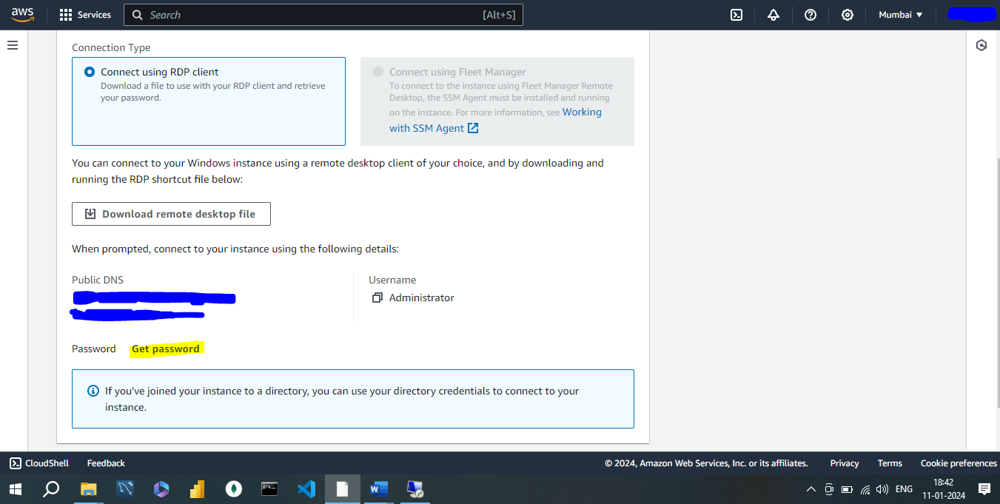 aws
Services
Search
[Alt+S]
Mumbai
Connection Type
Connect using RDP client
Download a file to use with your RDP client and retrieve
your password.
Connect using Fleet Manager
To connect to the instance using Fleet Manager Remote
Desktop, the SSM Agent must be installed and running
on the instance. For more information, see Working
with SSM Agent
You can connect to your Windows instance using a remote desktop client of your choice, and by downloading and
running the RDP shortcut file below:
Download remote desktop file
When prompted, connect to your instance using the following details:
Public DNS
Username
Administrator
Password
Get password
If you've joined your instance to a directory, you can use your directory credentials to connect to your
instance.
CloudShell
Feedback
© 2024, Amazon Web Services, Inc. or its affiliates.
Privacy
Terms
Cookie preferences
W
ENG
18:42
11-01-2024